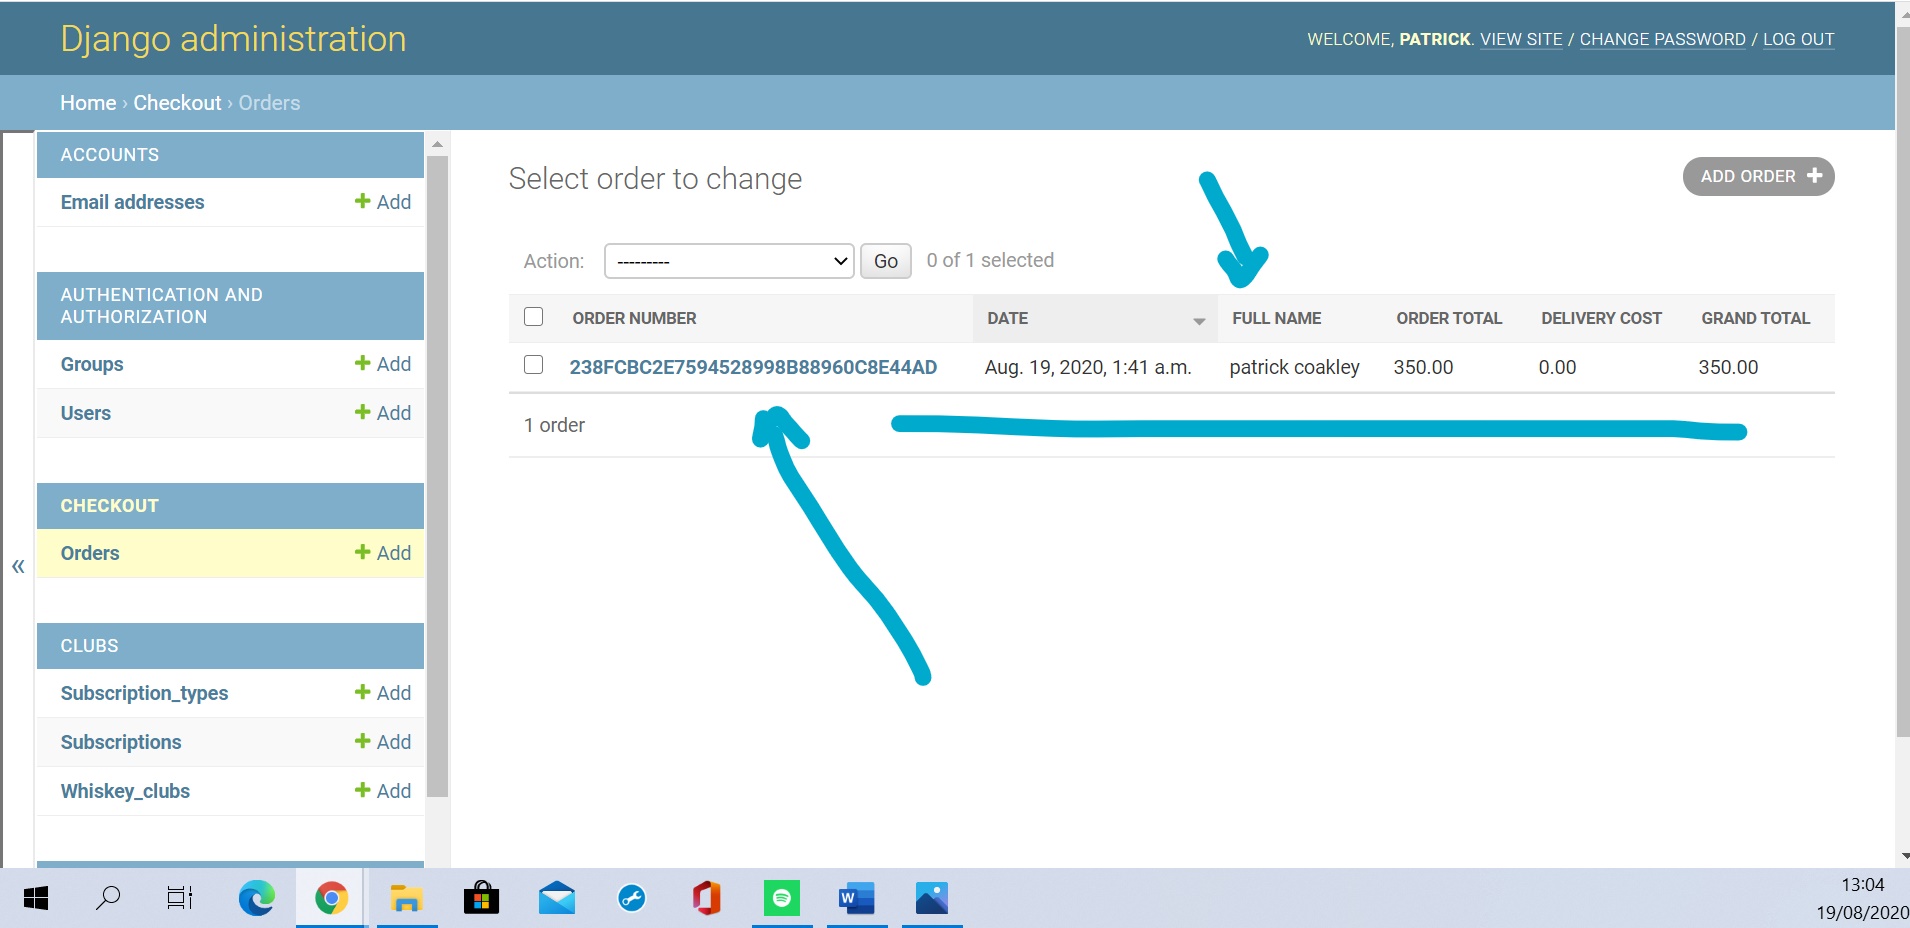 Django administration
WELCOME, PATRICK. VIEW SITE / CHANGE PASSWORD / LOG OUT
Home › Checkout › Orders
ACCOUNTS
Email addresses + Add
AUTHENTICATION AND
AUTHORIZATION
Groups + Add
Users + Add
CHECKOUT
Orders + Add
«
CLUBS
Subscription_types + Add
Subscriptions + Add
Whiskey_clubs + Add
Select order to change
ADD ORDER +
Action: --------- Go 0 of 1 selected
ORDER NUMBER DATE FULL NAME ORDER TOTAL DELIVERY COST GRAND TOTAL
238FCBC2E7594528998B88960C8E44AD Aug. 19, 2020, 1:41 a.m. patrick coakley 350.00 0.00 350.00
1 order
W
13:04
19/08/2020